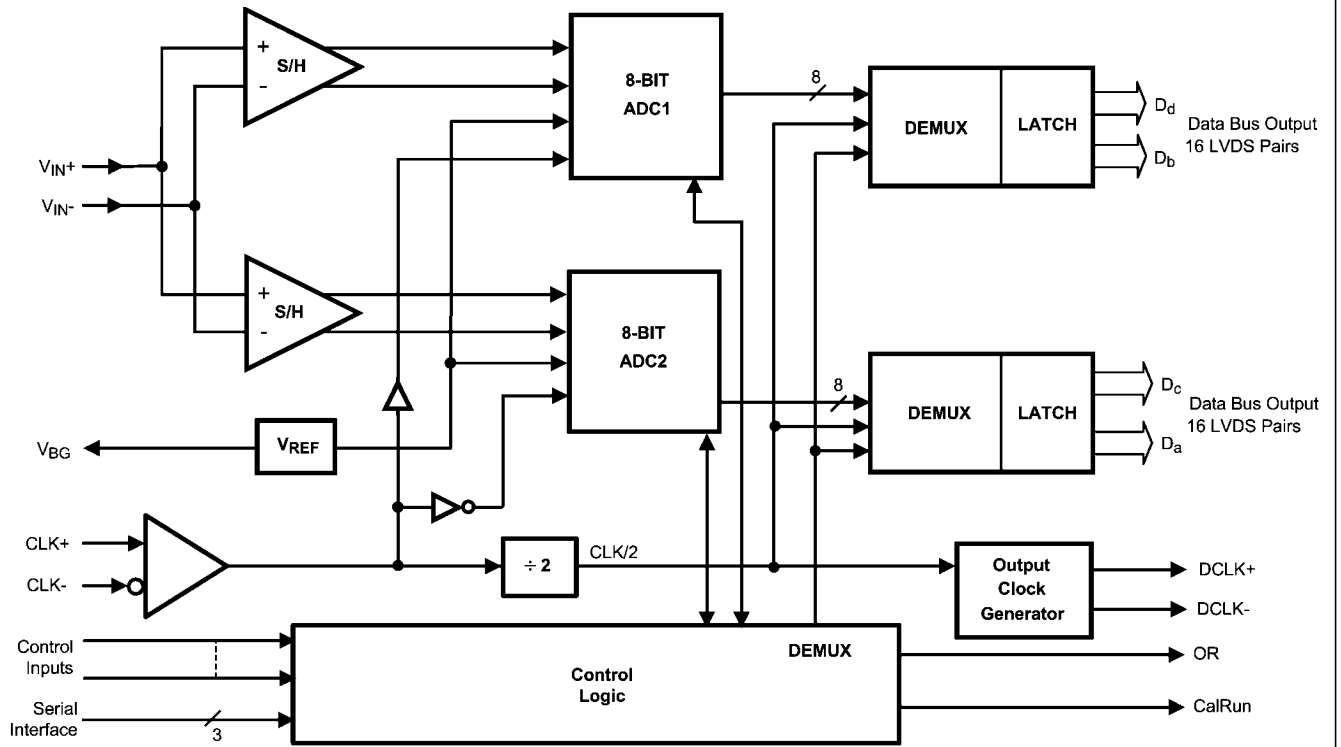 +
S/H
-
8-BIT
ADC1
8
DEMUX
LATCH
Dd
Db
Data Bus Output
16 LVDS Pairs
VIN+
VIN-
+
S/H
-
8-BIT
ADC2
8
DEMUX
LATCH
Dc
Da
Data Bus Output
16 LVDS Pairs
VBG
VREF
CLK+
CLK-
÷ 2
CLK/2
Output
Clock
Generator
DCLK+
DCLK-
Control
Inputs
Serial
Interface
3
DEMUX
Control
Logic
OR
CalRun